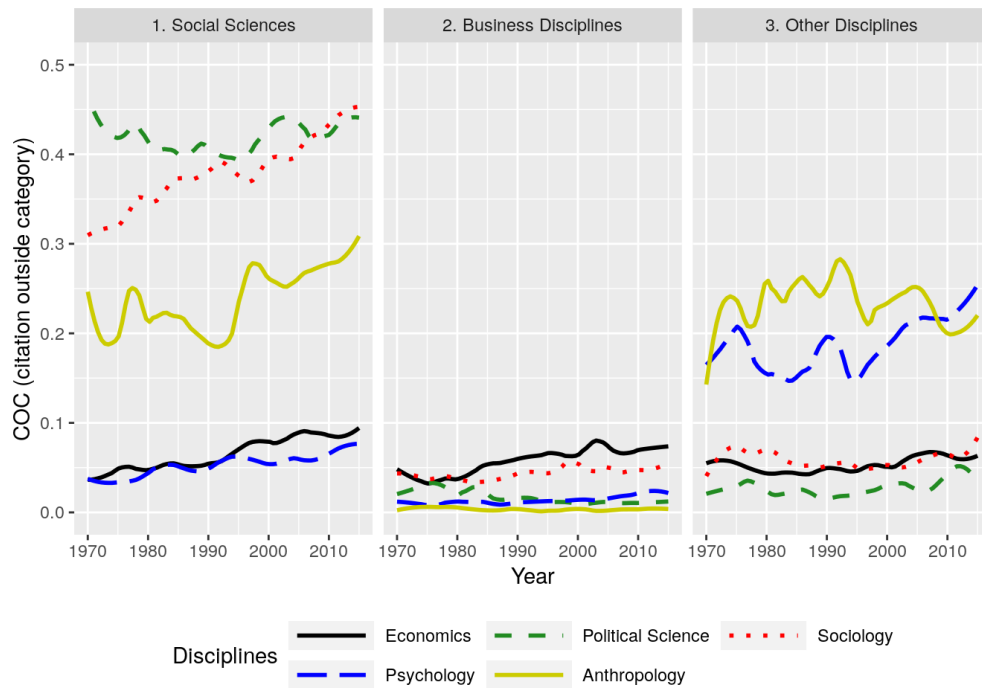 1. Social Sciences
2. Business Disciplines
3. Other Disciplines
COC (citation outside category)
0.5
0.4
0.3
0.2
0.1
0.0
1970 1980 1990 2000 2010
1970 1980 1990 2000 2010
1970 1980 1990 2000 2010
Year
Disciplines
Economics
Political Science
Sociology
Psychology
Anthropology